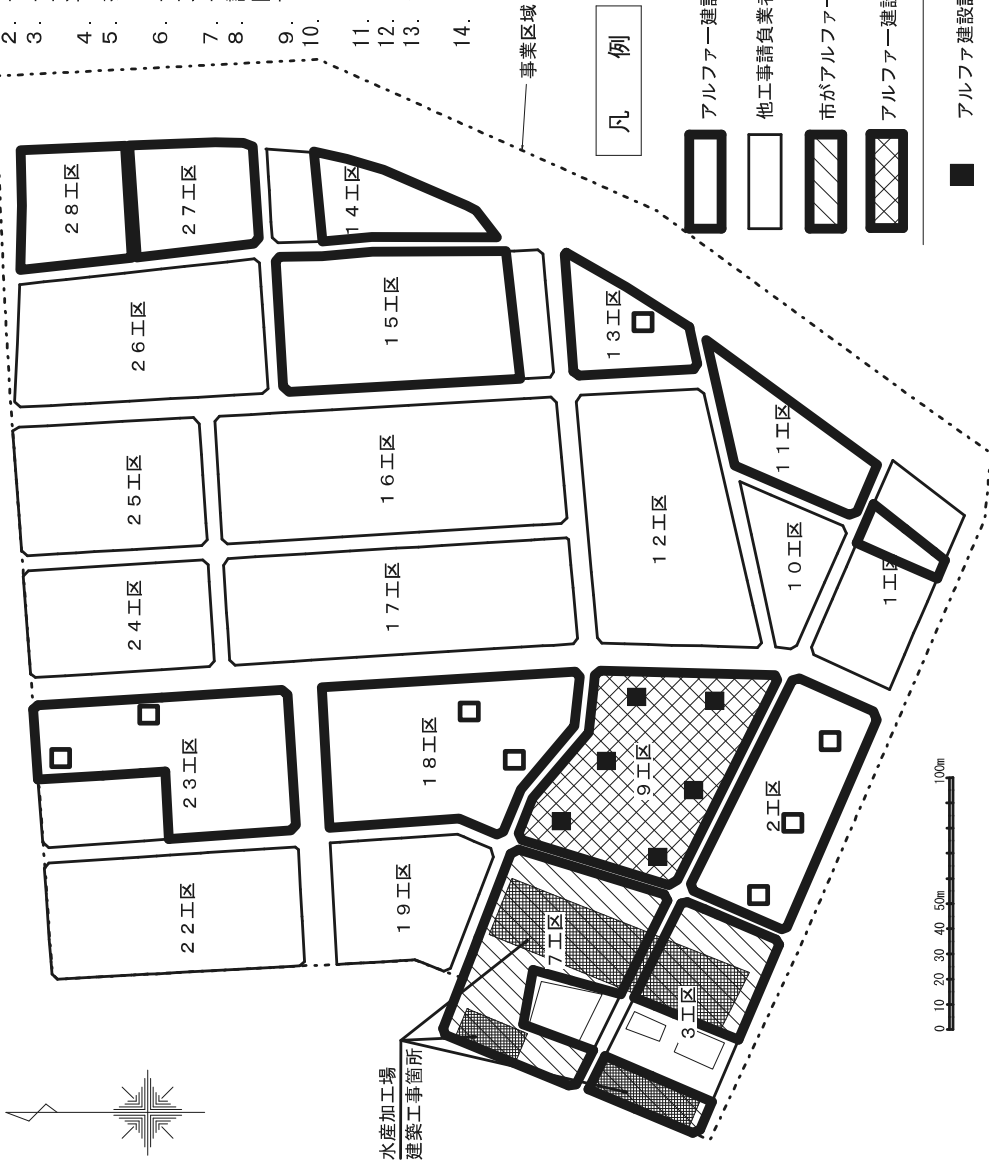 2.
3.
4.
5.
6.
7.
8.
9.
10.
11.
12.
13.
14.
事業区域
凡 例
アルファー建設
他工事請負業者
市がアルファー
アルファー建設
アルファ建設
28工区
27工区
14工区
26工区
15工区
13工区
25工区
16工区
12工区
11工区
24工区
17工区
10工区
1工区
23工区
18工区
9工区
2工区
22工区
19工区
7工区
3工区
水産加工場
建築工事箇所
0 10 20 30 40 50m 100m